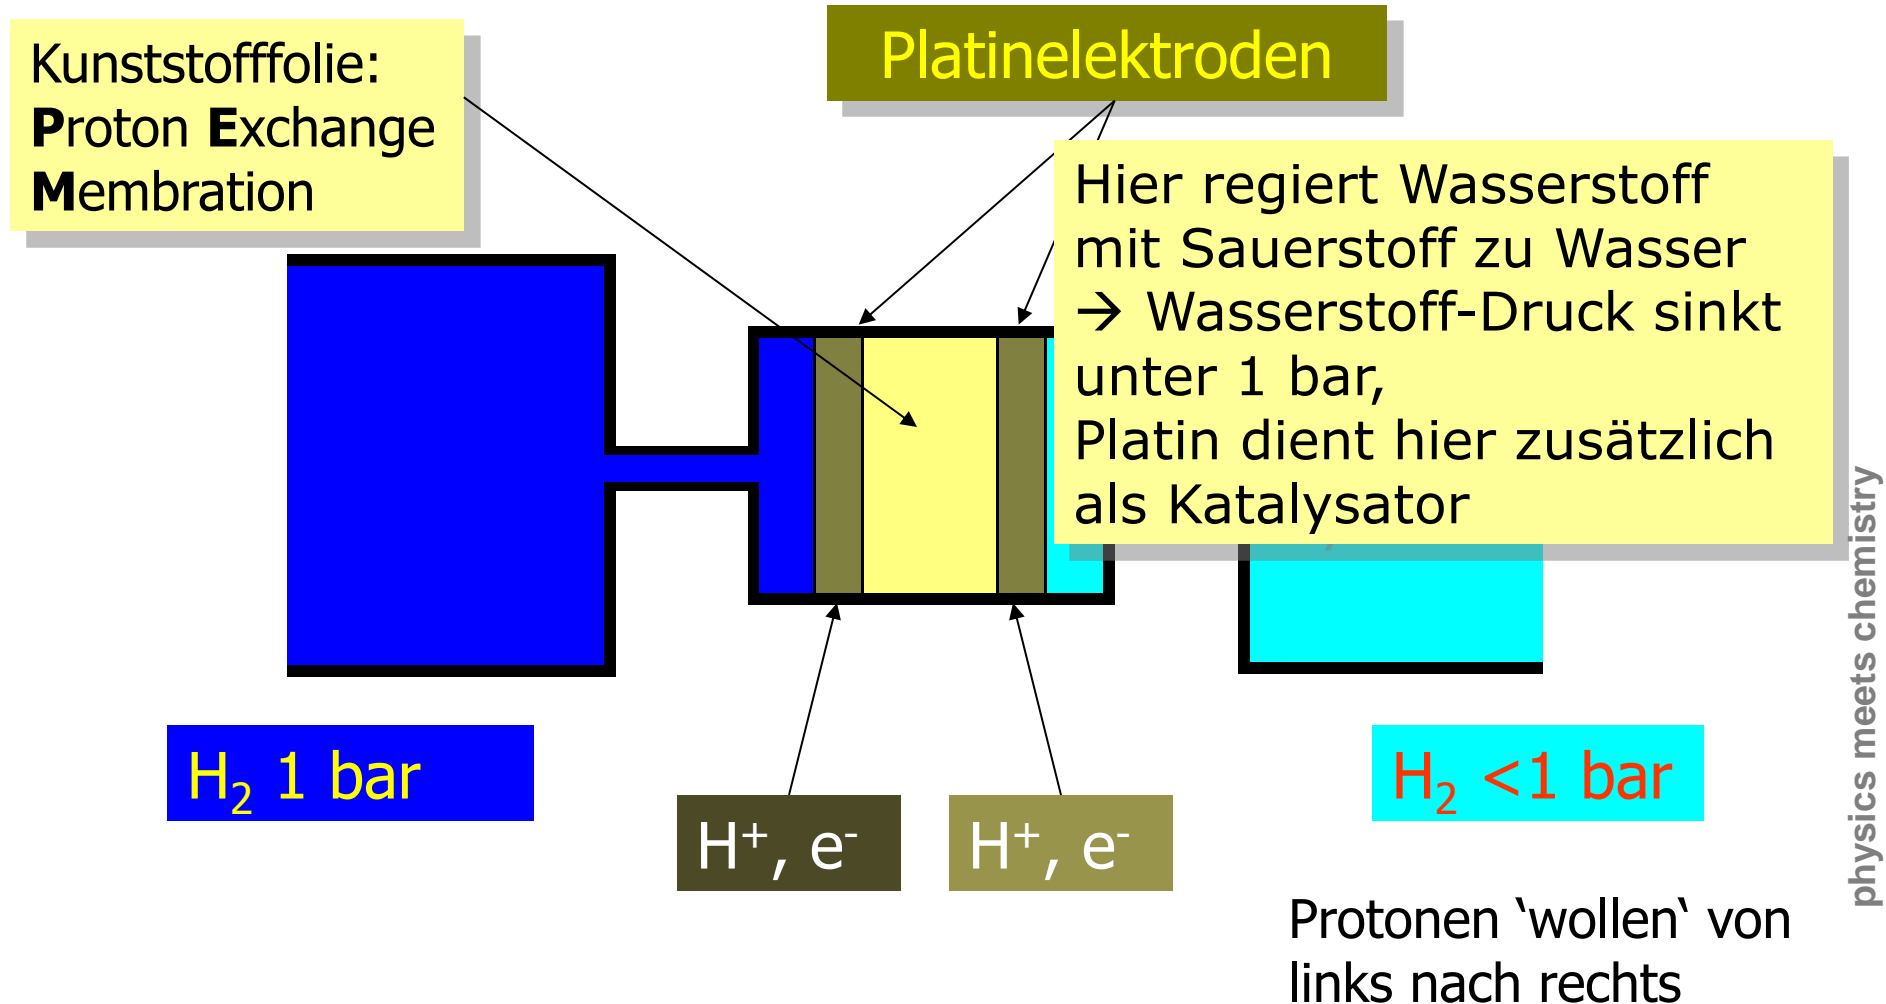 Kunststofffolie:
Proton Exchange
Membration
Platinelektroden
Hier regiert Wasserstoff
mit Sauerstoff zu Wasser
→ Wasserstoff-Druck sinkt
unter 1 bar,
Platin dient hier zusätzlich
als Katalysator
H₂ 1 bar
H⁺, e⁻
H⁺, e⁻
H₂ <1 bar
Protonen ‘wollen‘ von
links nach rechts
physics meets chemistry